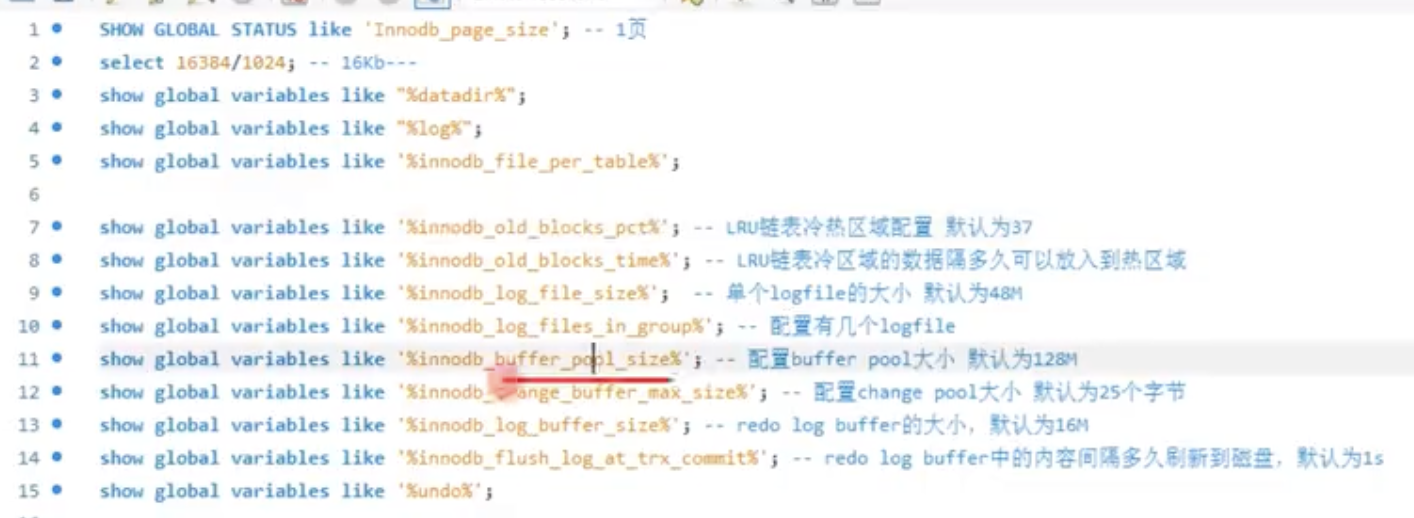 1 SHOW GLOBAL STATUS like 'Innodb_page_size'; -- 1页
2 select 16384/1024; -- 16Kb---
3 show global variables like "%datadir%";
4 show global variables like "%log%";
5 show global variables like '%innodb_file_per_table%';
6
7 show global variables like '%innodb_old_blocks_pct%'; -- LRU链表冷热区域配置 默认为37
8 show global variables like '%innodb_old_blocks_time%'; -- LRU链表冷区域的数据隔多久可以放入到热区域
9 show global variables like '%innodb_log_file_size%'; -- 单个logfile的大小 默认为48M
10 show global variables like '%innodb_log_files_in_group%'; -- 配置有几个logfile
11 show global variables like '%innodb_buffer_pool_size%'; -- 配置buffer pool大小 默认为128M
12 show global variables like '%innodb_change_buffer_max_size%'; -- 配置change pool大小 默认为25个字节
13 show global variables like '%innodb_log_buffer_size%'; -- redo log buffer的大小，默认为16M
14 show global variables like '%innodb_flush_log_at_trx_commit%'; -- redo log buffer中的内容间隔多久刷新到磁盘，默认为1s
15 show global variables like '%undo%';